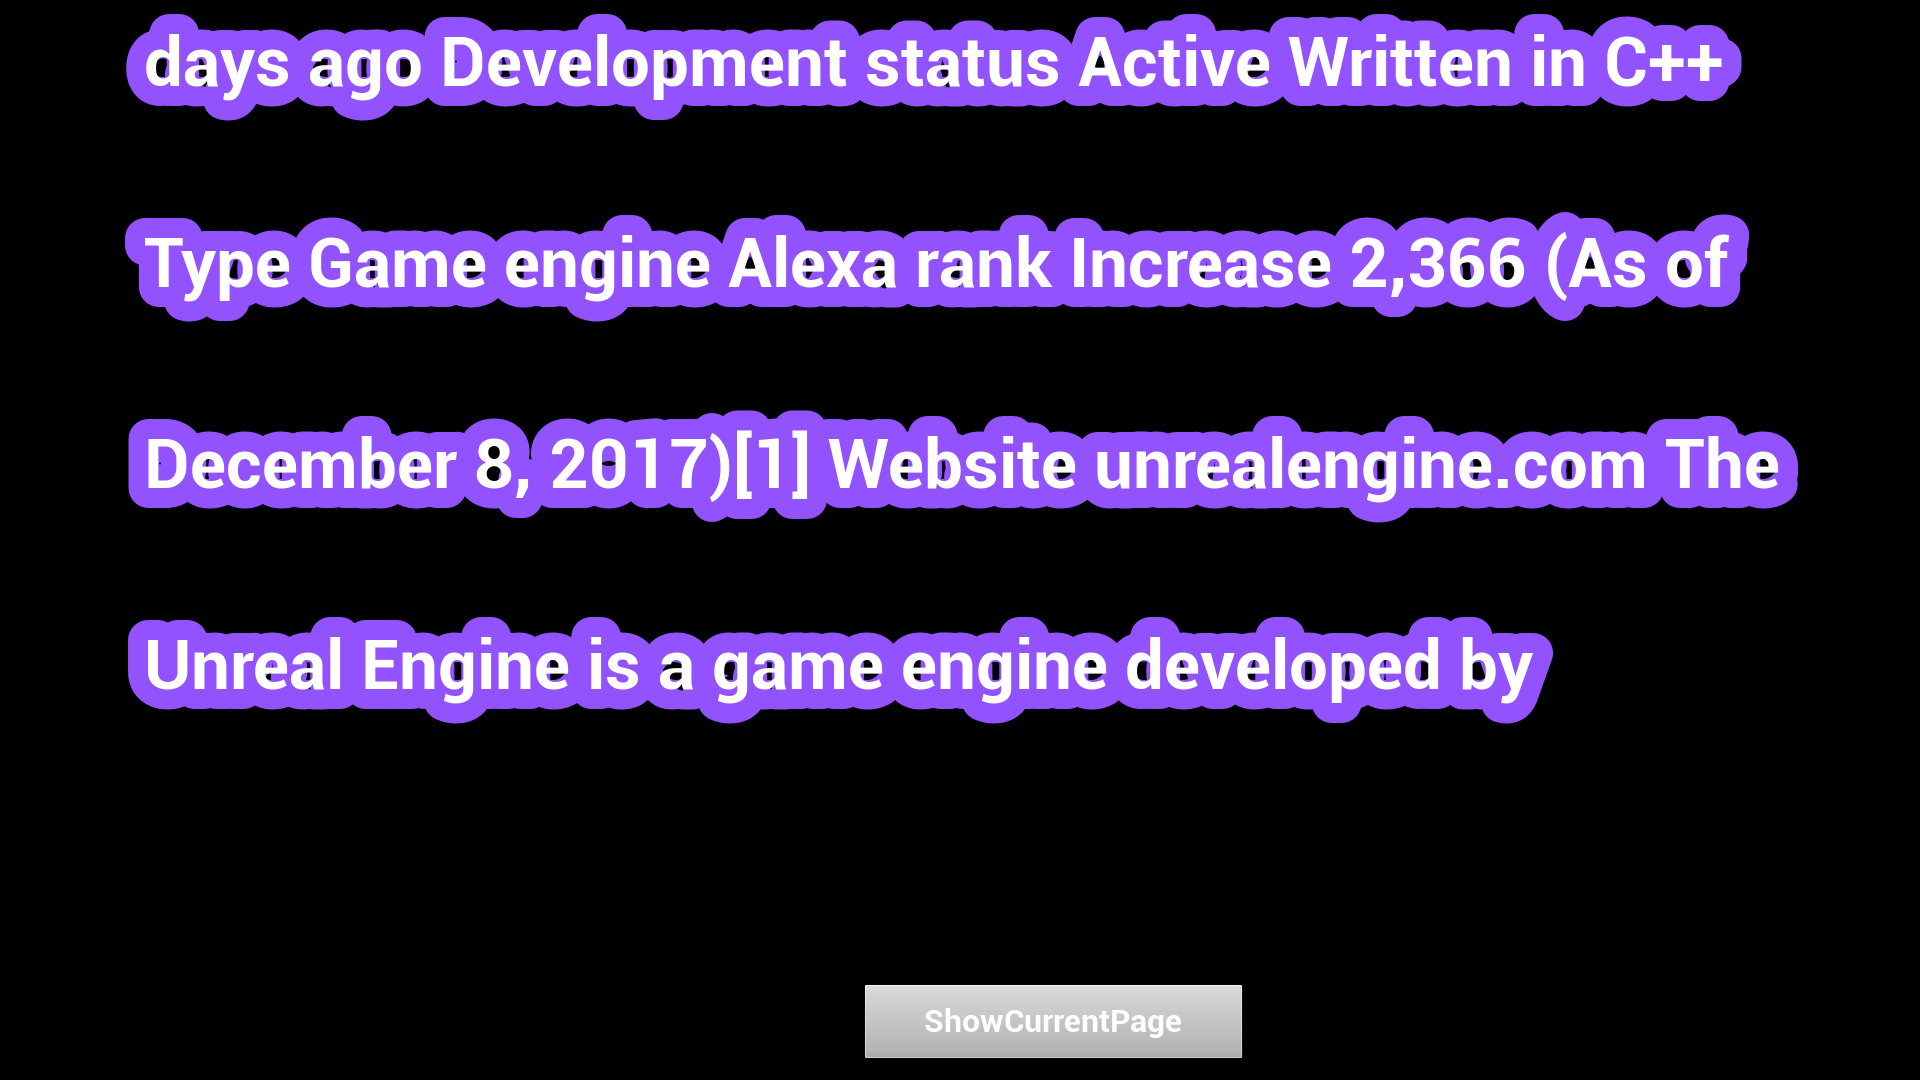 days ago Development status Active Written in C++
Type Game engine Alexa rank Increase 2,366 (As of
December 8, 2017)[1] Website unrealengine.com The
Unreal Engine is a game engine developed by
ShowCurrentPage